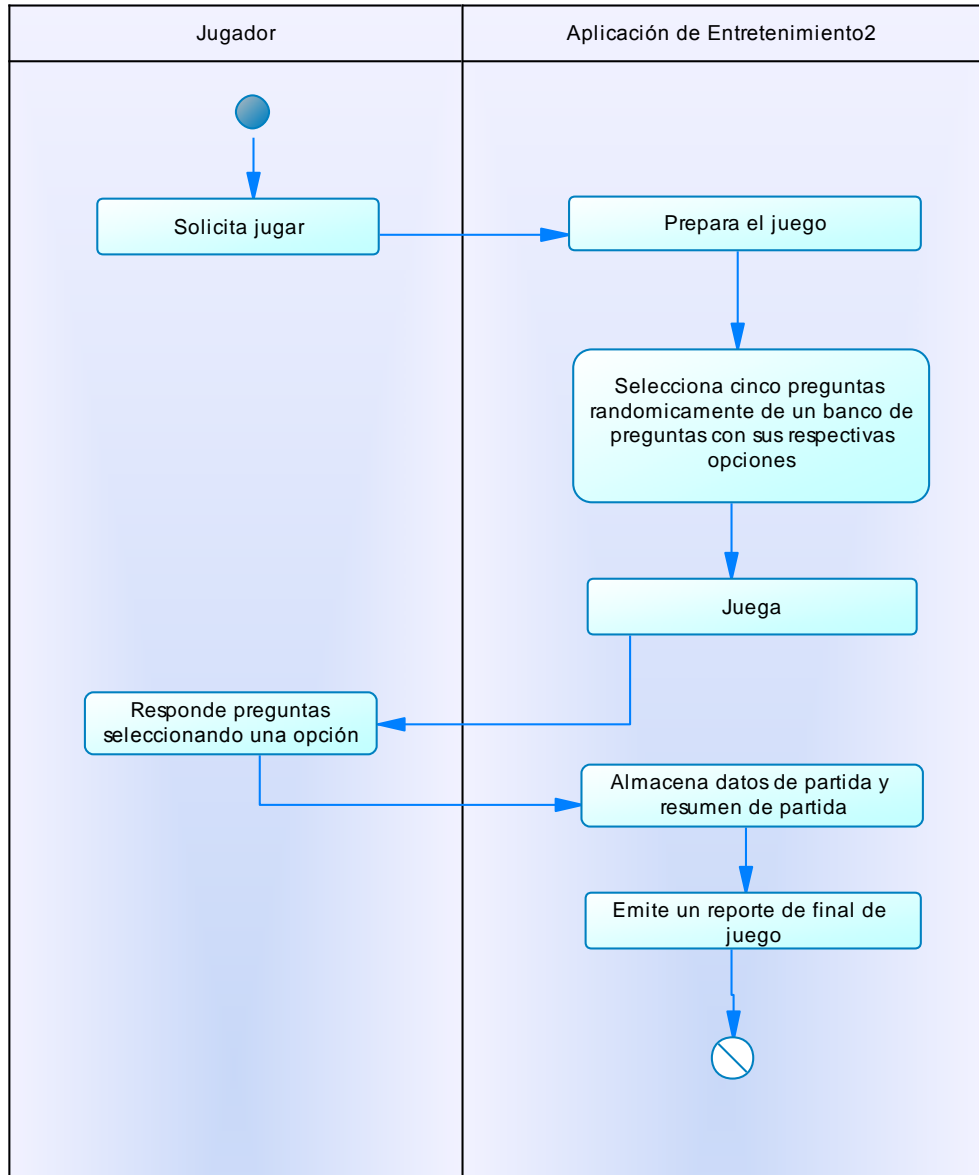 Jugador
Aplicación de Entretenimiento2
Solicita jugar
Prepara el juego
Selecciona cinco preguntas
randomicamente de un banco de
preguntas con sus respectivas
opciones
Juega
Responde preguntas
seleccionando una opción
Almacena datos de partida y
resumen de partida
Emite un reporte de final de
juego